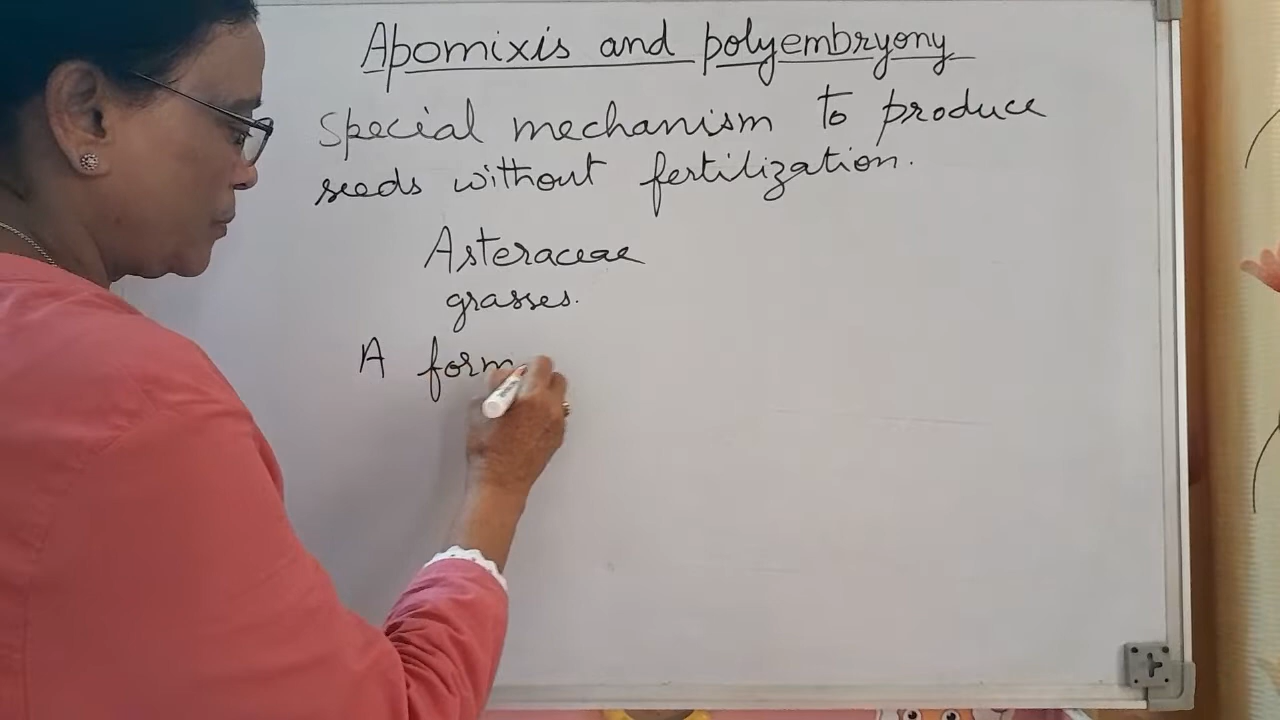 Apomixis and polyembryony
Special mechanism to produce
seeds without fertilization.
Asteraceae
grasses.
A form